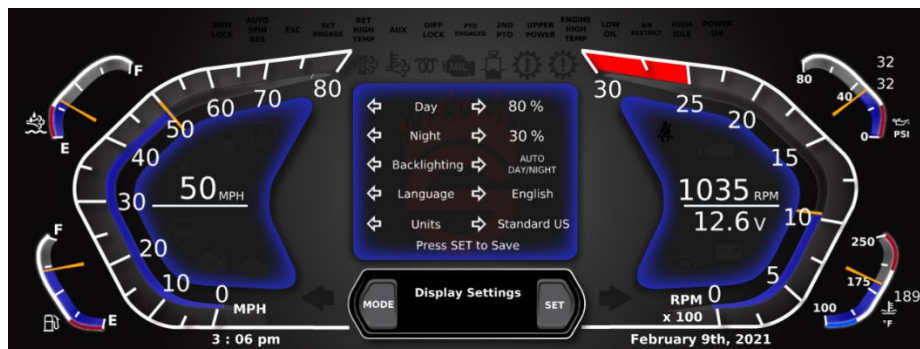 ANTI LOCK
AUTO SPIN RES
ESC
RET ENGAGE
RET HIGH TEMP
AUX
DIFF LOCK
PTO ENGAGED
2ND PTO
UPPER POWER
ENGINE HIGH TEMP
LOW OIL
AIR RESTRICT
HIGH IDLE
POWER ON
F
E
80
70
60
50
40
30
20
10
0
MPH
50 MPH
F
E
MIL
Day 80 %
Night 30 %
Backlighting AUTO DAY/NIGHT
Language English
Units Standard US
Press SET to Save
MODE
Display Settings
SET
30
25
20
15
10
5
0
RPM
x 100
1035 RPM
12.6 V
80
40
0
32
32
PSI
250
175
100
189
°F
3 : 06 pm
February 9th, 2021